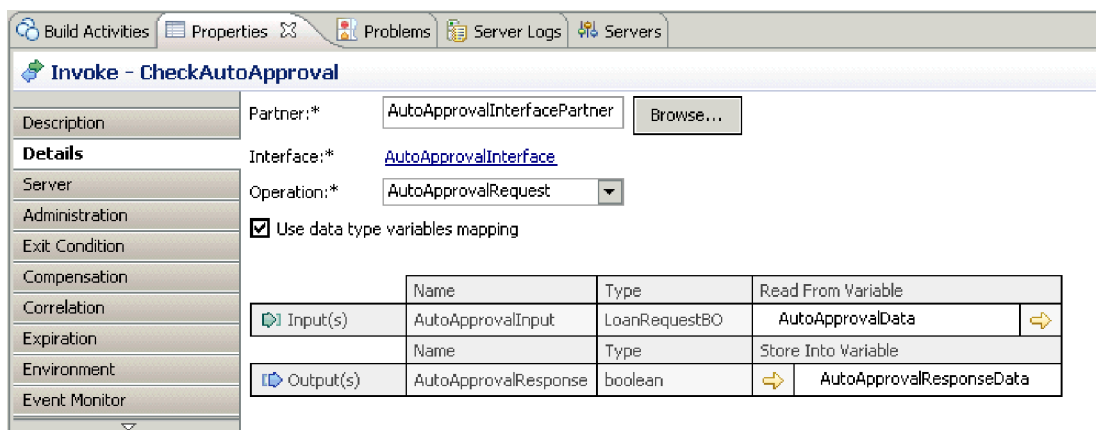 Build Activities Properties Problems Server Logs Servers
Invoke - CheckAutoApproval
Description
Details
Server
Administration
Exit Condition
Compensation
Correlation
Expiration
Environment
Event Monitor
Partner:* AutoApprovalInterfacePartner Browse...
Interface:* AutoApprovalInterface
Operation:* AutoApprovalRequest
Use data type variables mapping
Name Type Read From Variable
Input(s) AutoApprovalInput LoanRequestBO AutoApprovalData
Name Type Store Into Variable
Output(s) AutoApprovalResponse boolean AutoApprovalResponseData